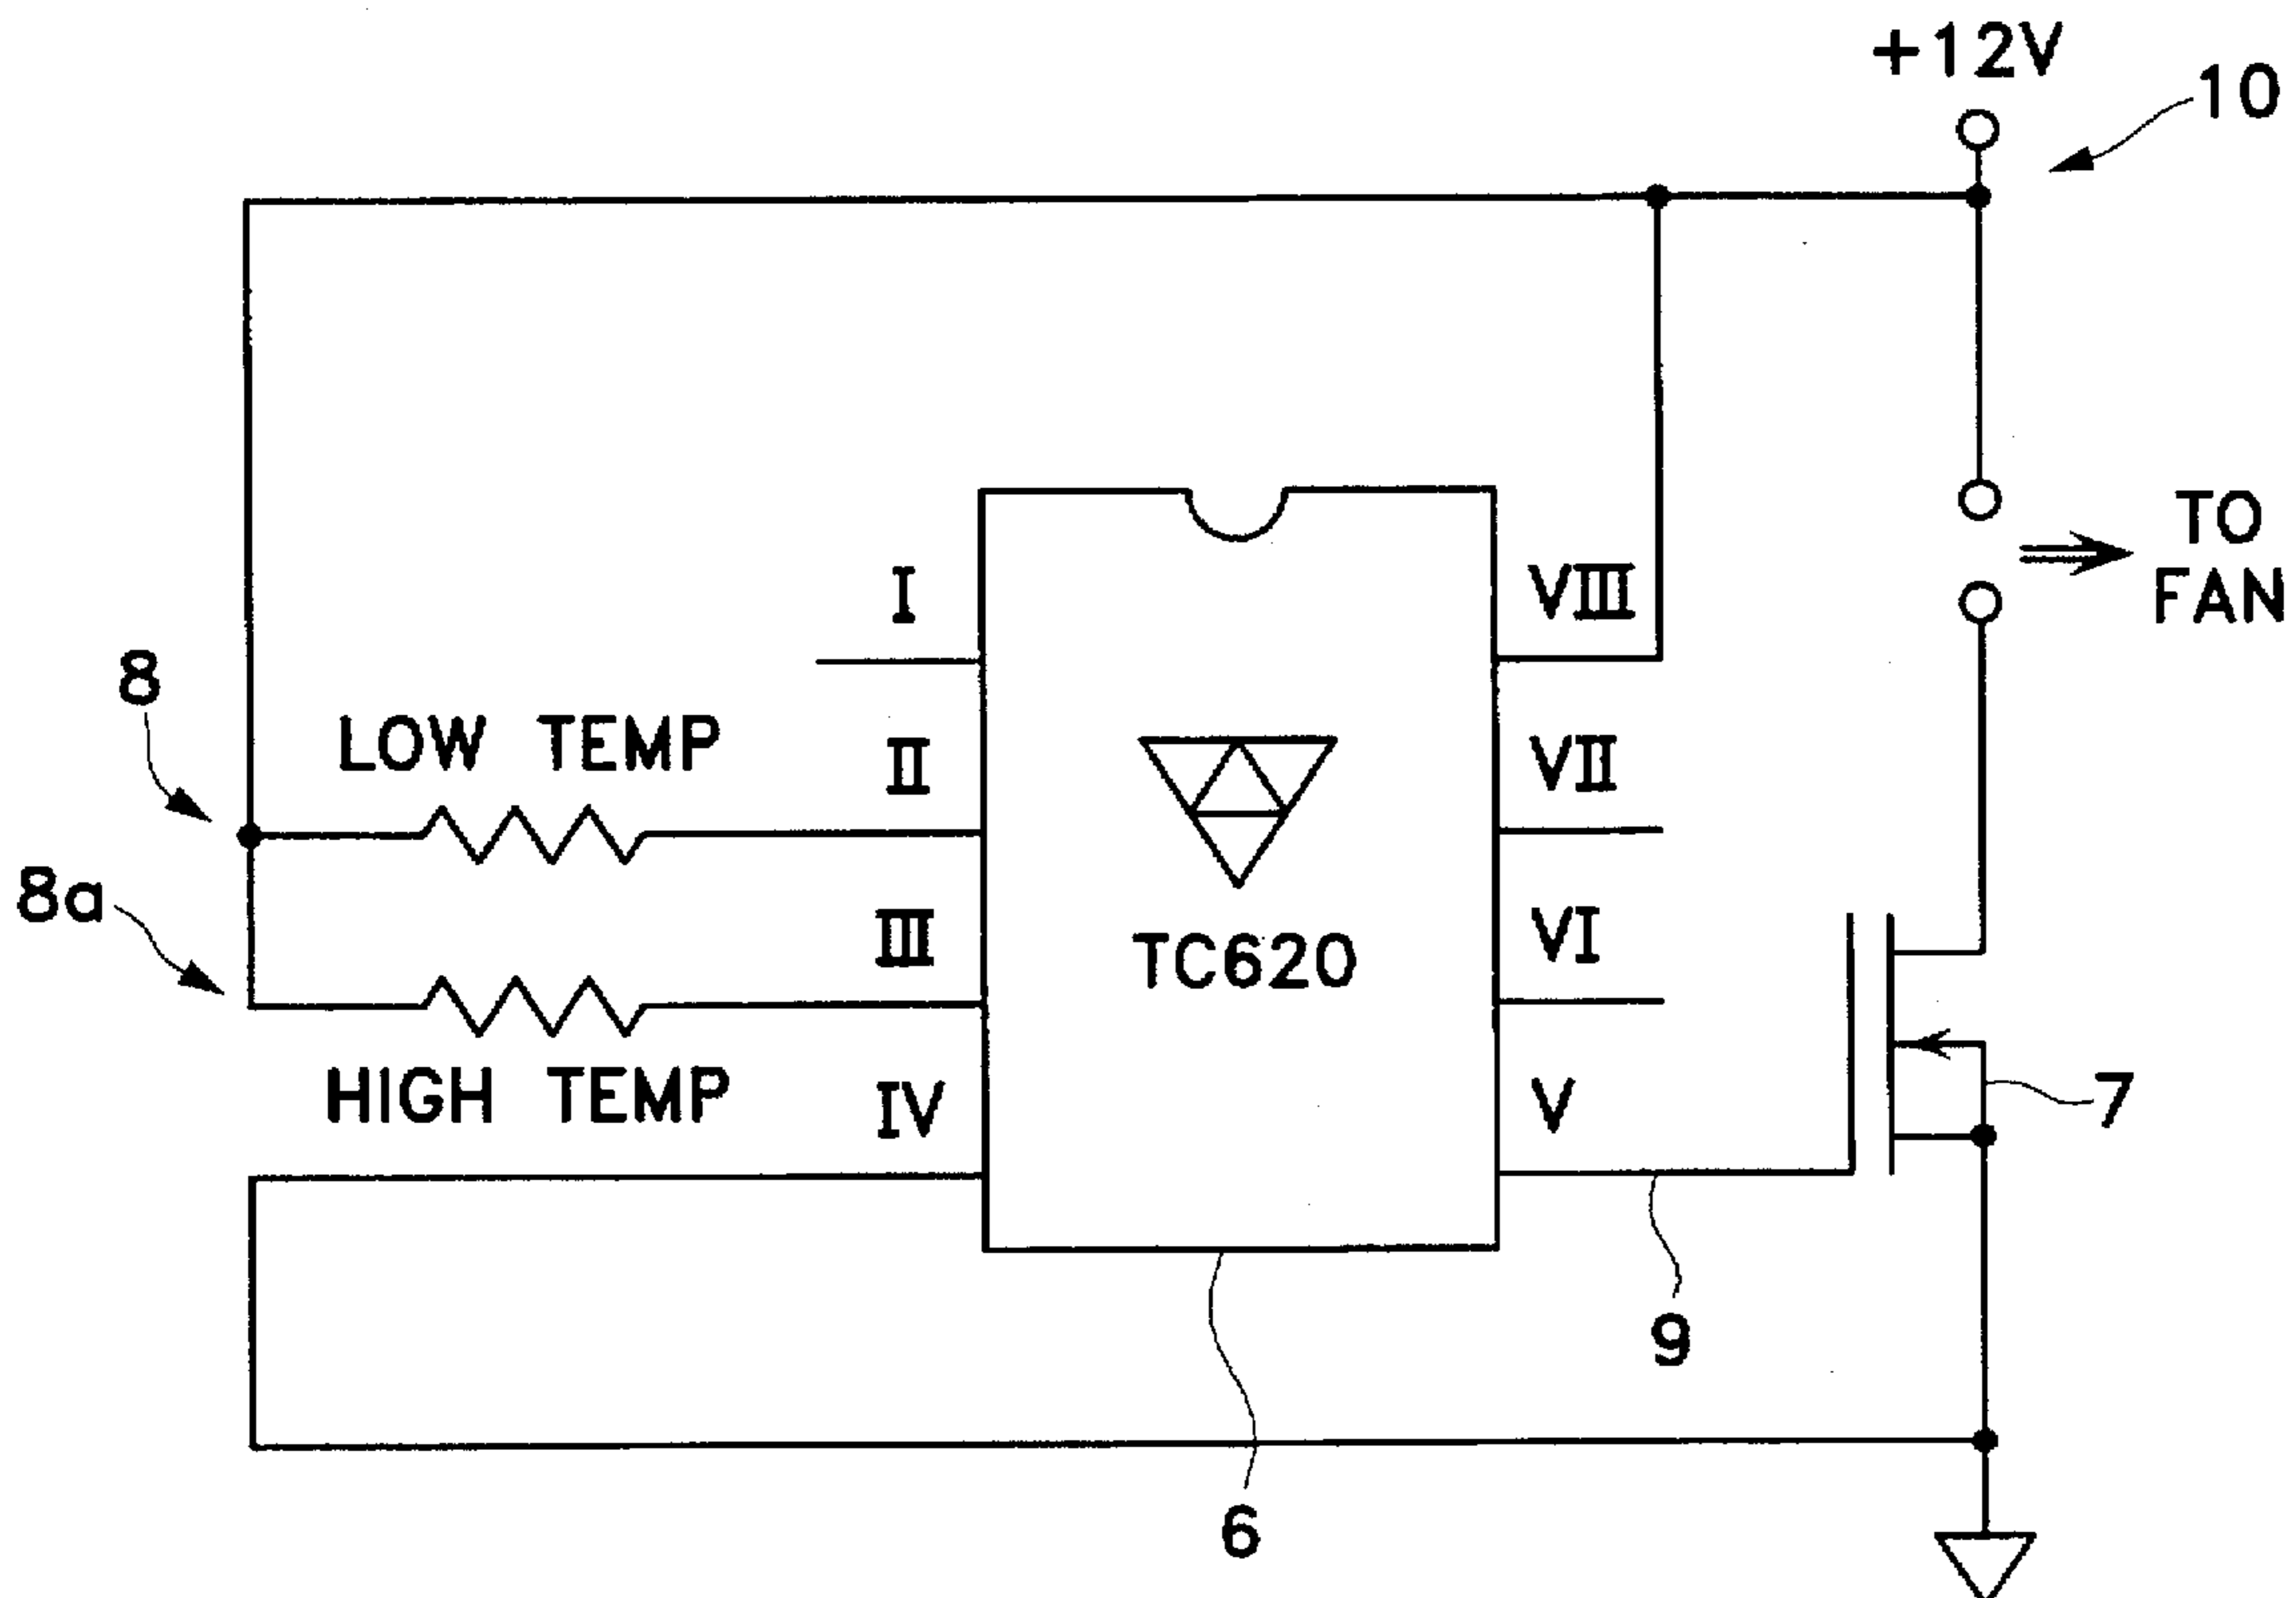 +12V
10
TO
FAN
I
VIII
8
LOW TEMP
II
VII
8a
III
TC620
VI
HIGH TEMP
IV
V
7
9
6